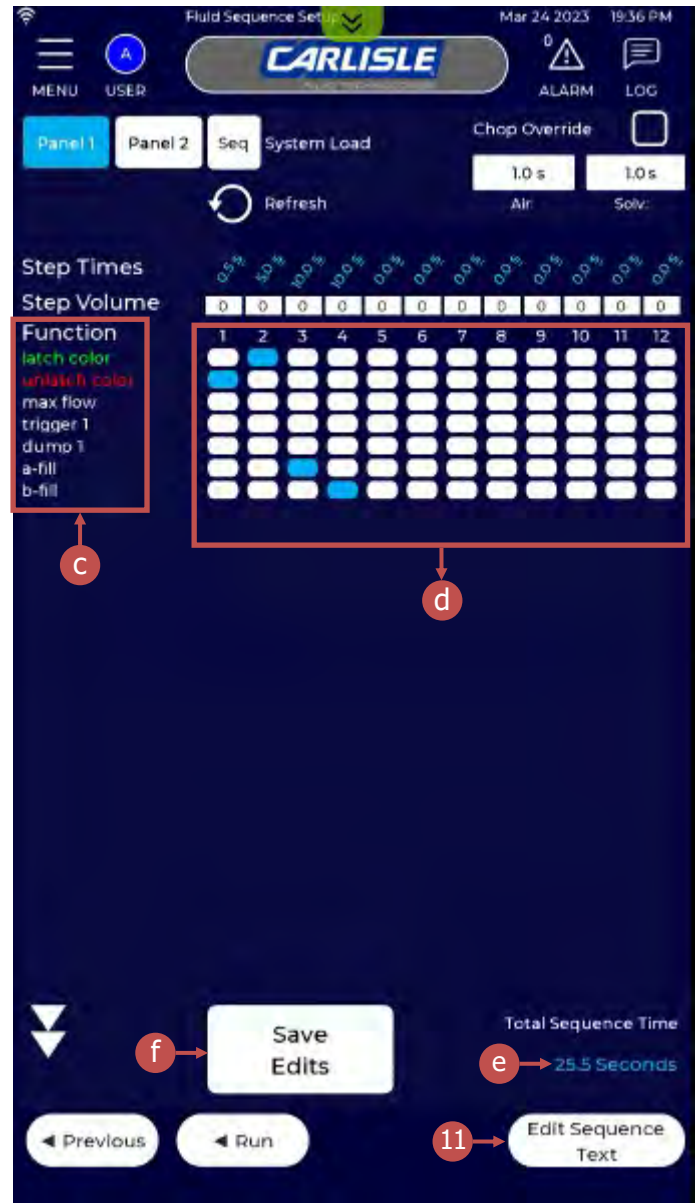 Fluid Sequence Setup
Mar 24 2023 19:36 PM
MENU
A
USER
CARLISLE
0
ALARM
LOG
Panel 1
Panel 2
Seq
System Load
Chop Override
1.0 s
1.0 s
Refresh
Air:
Solv:
Step Times 0.5 s. 5.0 s. 10.0 s. 10.0 s. 0.0 s. 0.0 s. 0.0 s. 0.0 s. 0.0 s. 0.0 s. 0.0 s. 0.0 s.
Step Volume 0 0 0 0 0 0 0 0 0 0 0 0
Function 1 2 3 4 5 6 7 8 9 10 11 12
latch color
unlatch color
max flow
trigger 1
dump 1
a-fill
b-fill
c
d
Total Sequence Time
f
Save
Edits
e
25.5 Seconds
Previous
Run
11
Edit Sequence
Text